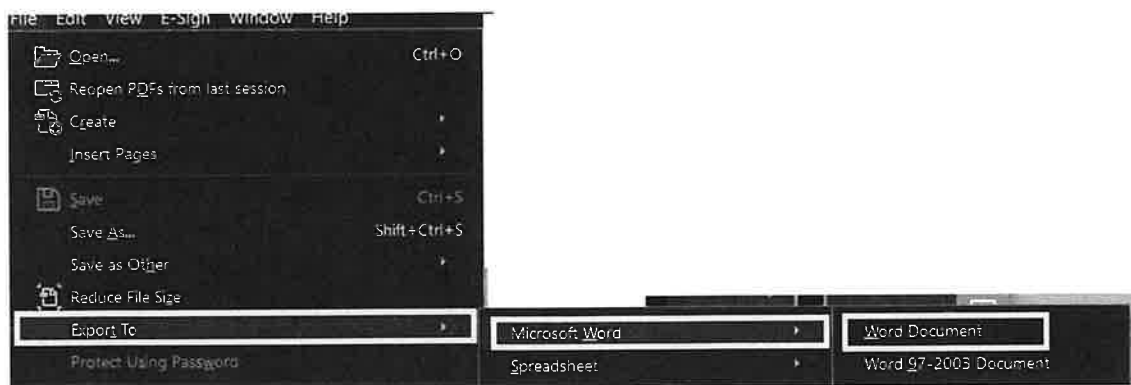 File Edit View E-Sign Window Help
Open... Ctrl+O
Reopen PDFs from last session
Create
Insert Pages
Save Ctrl+S
Save As... Shift+Ctrl+S
Save as Other
Reduce File Size
Export To Microsoft Word Word Document
Protect Using Password Spreadsheet Word 97-2003 Document